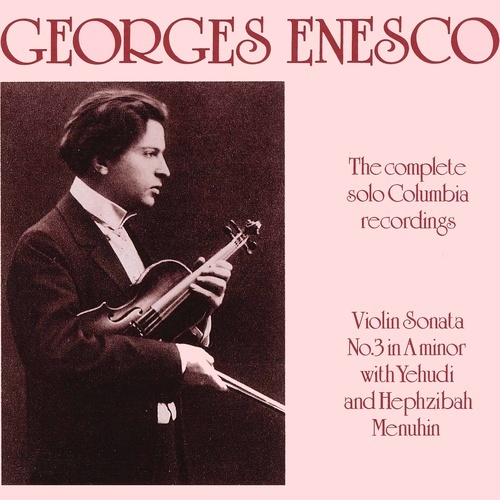 GEORGES ENESCO
The complete
solo Columbia
recordings
Violin Sonata
No.3 in A minor
with Yehudi
and Hephzibah
Menuhin